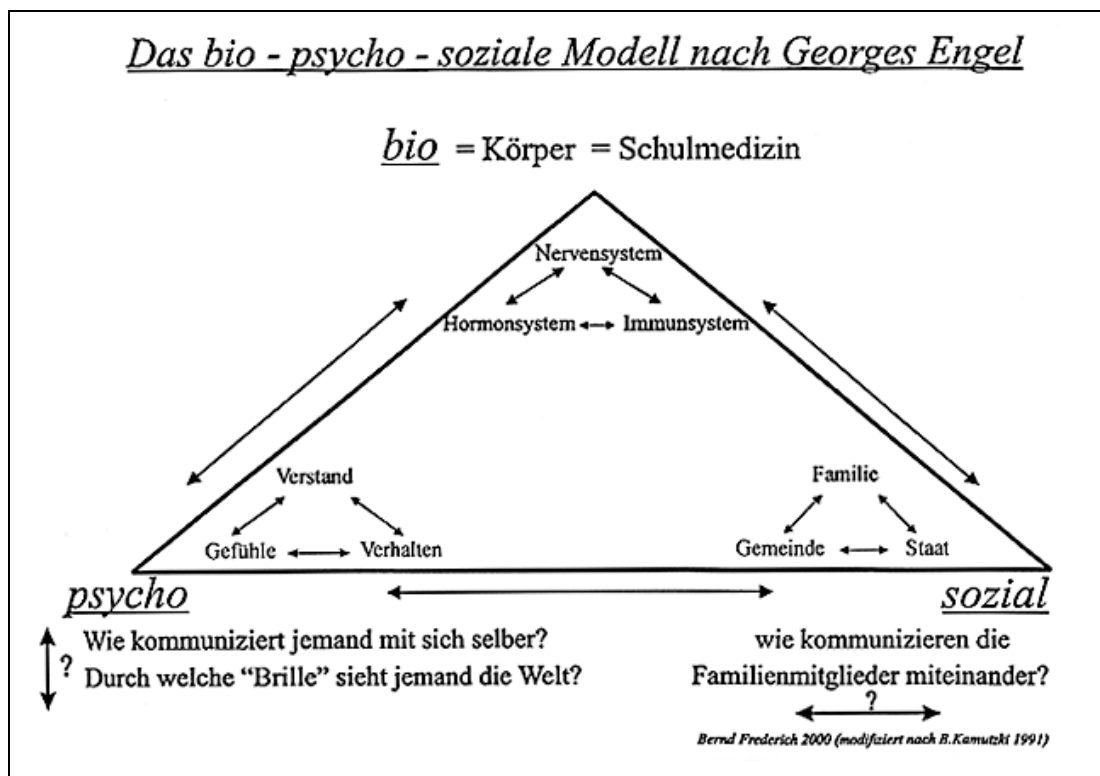 Das bio - psycho - soziale Modell nach Georges Engel
bio = Körper = Schulmedizin
Nervensystem
Hormonsystem Immunsystem
Verstand
Gefühle Verhalten
Familie
Gemeinde Staat
psycho
sozial
Wie kommuniziert jemand mit sich selber?
? Durch welche “Brille” sieht jemand die Welt?
wie kommunizieren die
Familienmitglieder miteinander?
?
Bernd Frederich 2000 (modifiziert nach B.Kamutzki 1991)